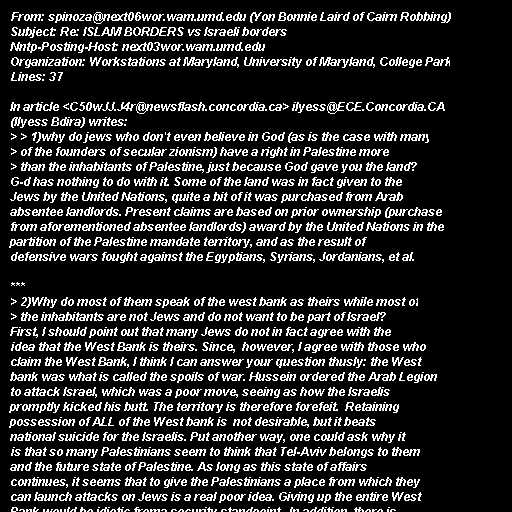 From: spinoza@next06wor.wam.umd.edu (Yon Bonnie Laird of Cairn Robbing)
Subject: Re: ISLAM BORDERS vs Israeli borders
Nntp-Posting-Host: next03wor.wam.umd.edu
Organization: Workstations at Maryland, University of Maryland, College Park
Lines: 37

In article <C50wJJ.J4r@newsflash.concordia.ca> ilyess@ECE.Concordia.CA
(Ilyess Bdira) writes:
> > 1)why do jews who don't even believe in God (as is the case with many
> of the founders of secular zionism) have a right in Palestine more
> than the inhabitants of Palestine, just because God gave you the land?
G-d has nothing to do with it. Some of the land was in fact given to the
Jews by the United Nations, quite a bit of it was purchased from Arab
absentee landlords. Present claims are based on prior ownership (purchase
from aforementioned absentee landlords) award by the United Nations in the
partition of the Palestine mandate territory, and as the result of
defensive wars fought against the Egyptians, Syrians, Jordanians, et al.

***
> 2)Why do most of them speak of the west bank as theirs while most of
> the inhabitants are not Jews and do not want to be part of Israel?
First, I should point out that many Jews do not in fact agree with the
idea that the West Bank is theirs. Since,  however, I agree with those who
claim the West Bank, I think I can answer your question thusly: the West
bank was what is called the spoils of war. Hussein ordered the Arab Legion
to attack Israel, which was a poor move, seeing as how the Israelis
promptly kicked his butt. The territory is therefore forefeit.  Retaining
possession of ALL of the West bank is  not desirable, but it beats
national suicide for the Israelis. Put another way, one could ask why it
is that so many Palestinians seem to think that Tel-Aviv belongs to them
and the future state of Palestine. As long as this state of affairs
continues, it seems that to give the Palestinians a place from which they
can launch attacks on Jews is a real poor idea. Giving up the entire West
Bank would be idiotic froma security standpoint. In addition, there is